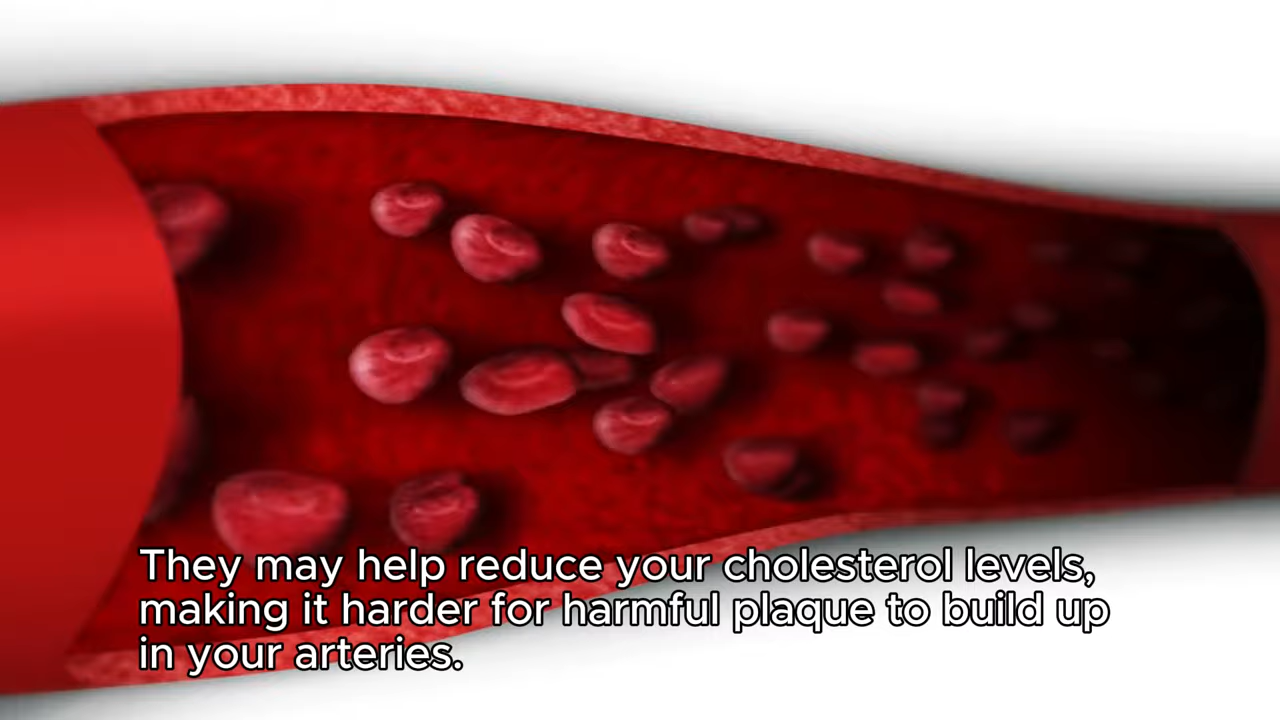 They may help reduce your cholesterol levels,
making it harder for harmful plaque to build up
in your arteries.